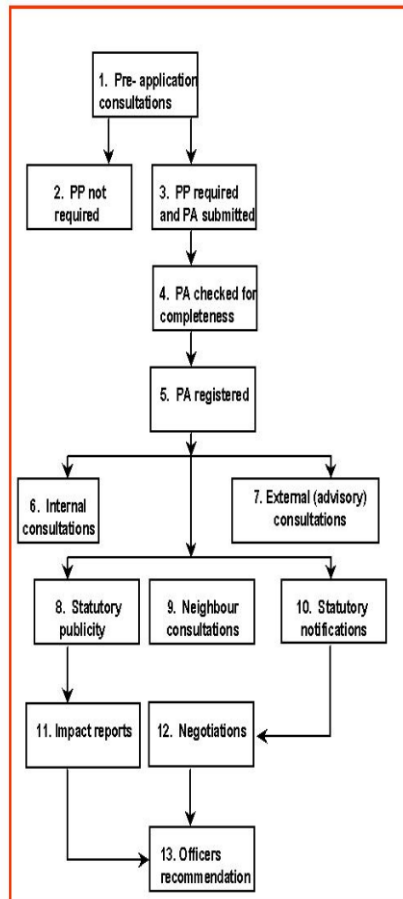 1. Pre- application
consultations
2. PP not
required
3. PP required
and PA submitted
4. PA checked for
completeness
5. PA registered
6. Internal
consultations
7. External (advisory)
consultations
8. Statutory
publicity
9. Neighbour
consultations
10. Statutory
notifications
11. Impact reports
12. Negotiations
13. Officers
recommendation